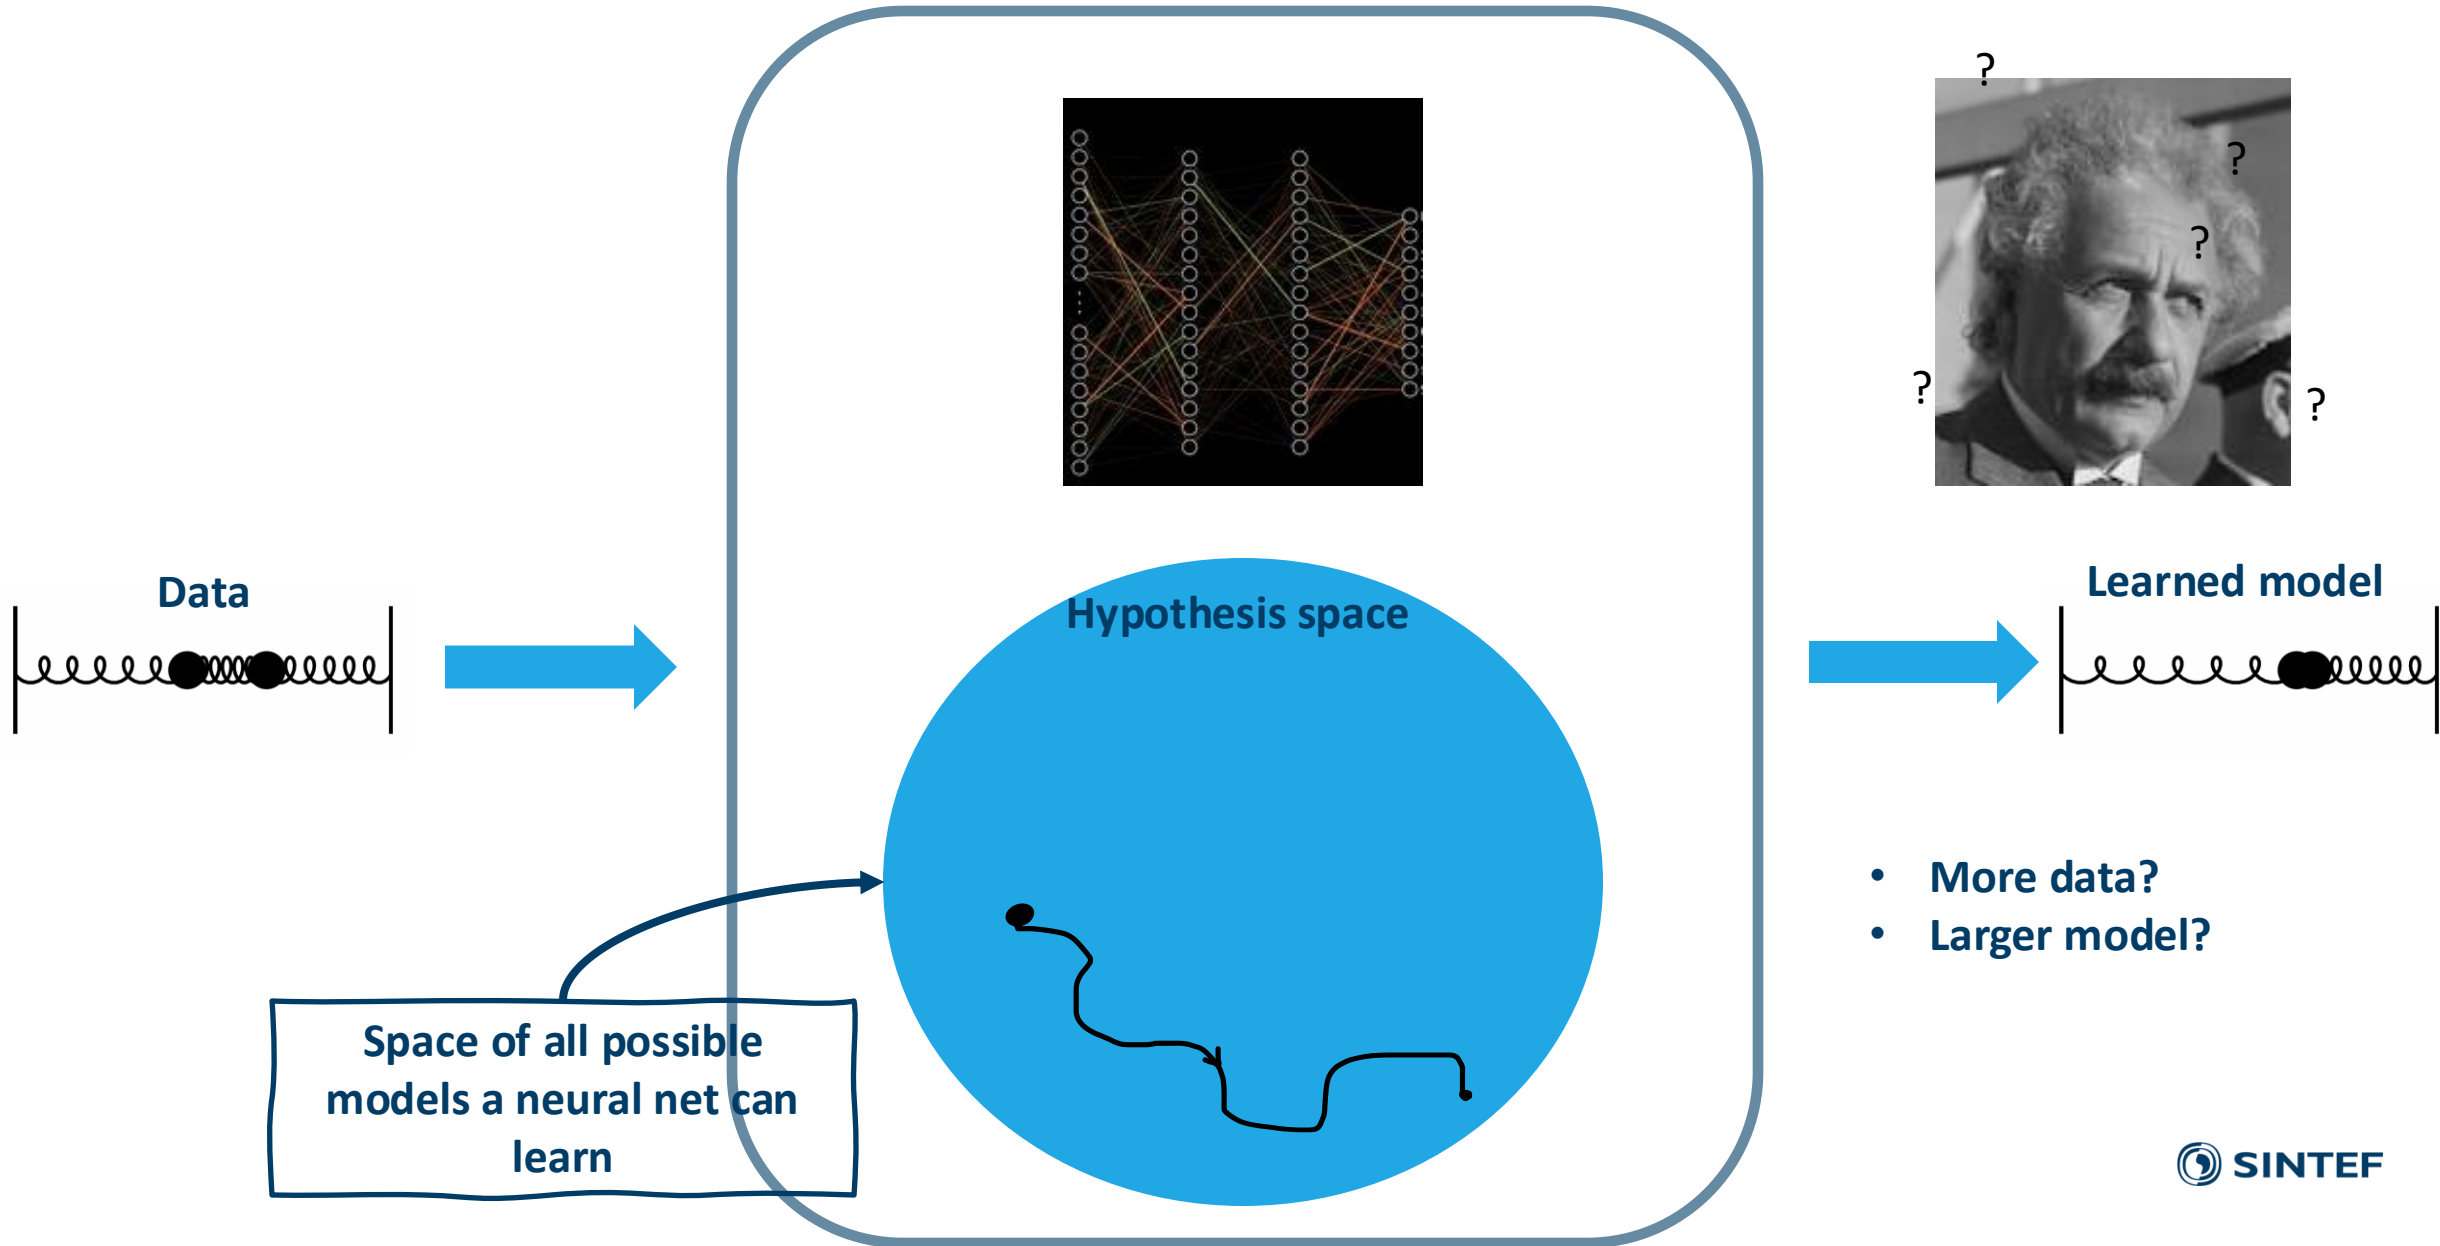 ?
?
?
?
?
Data
Hypothesis space
Learned model
• More data?
• Larger model?
Space of all possible
models a neural net can
learn
SINTEF